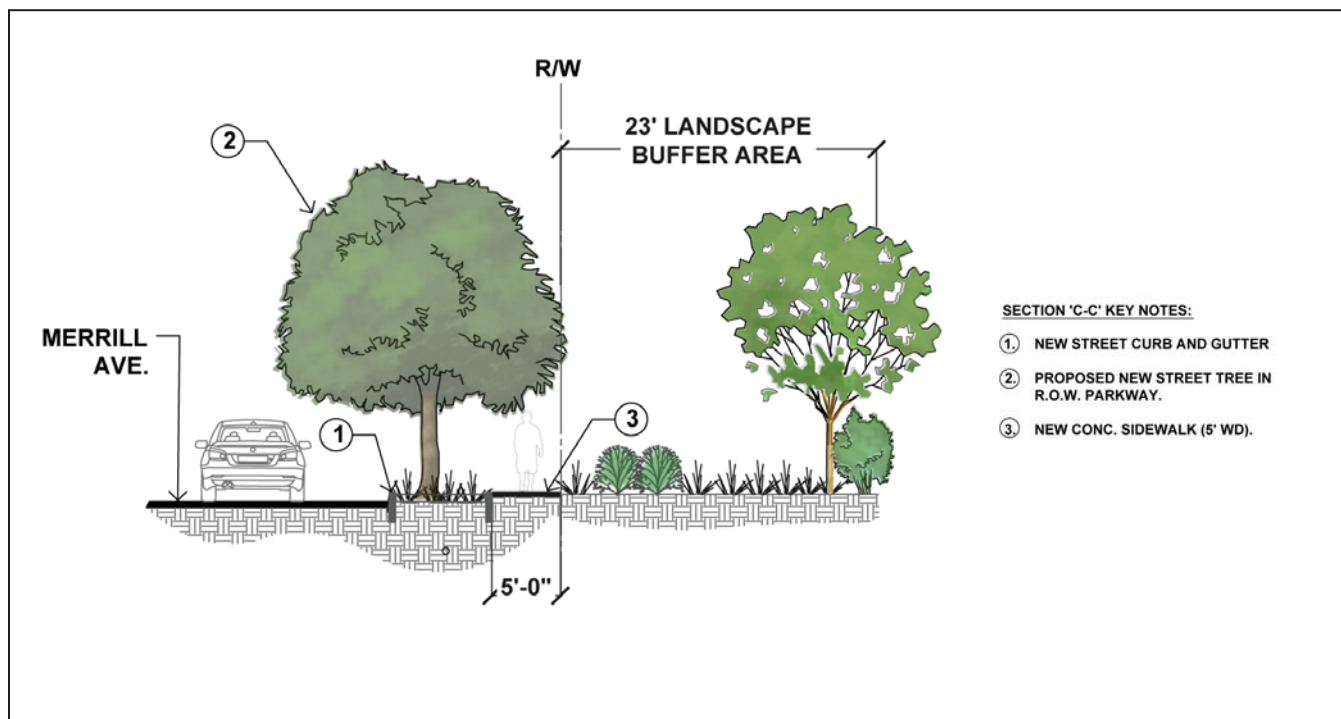 R/W
23' LANDSCAPE
BUFFER AREA
2
MERRILL
AVE.
1
3
5'-0"
SECTION 'C-C' KEY NOTES:
1. NEW STREET CURB AND GUTTER
2. PROPOSED NEW STREET TREE IN
R.O.W. PARKWAY.
3. NEW CONC. SIDEWALK (5' WD).